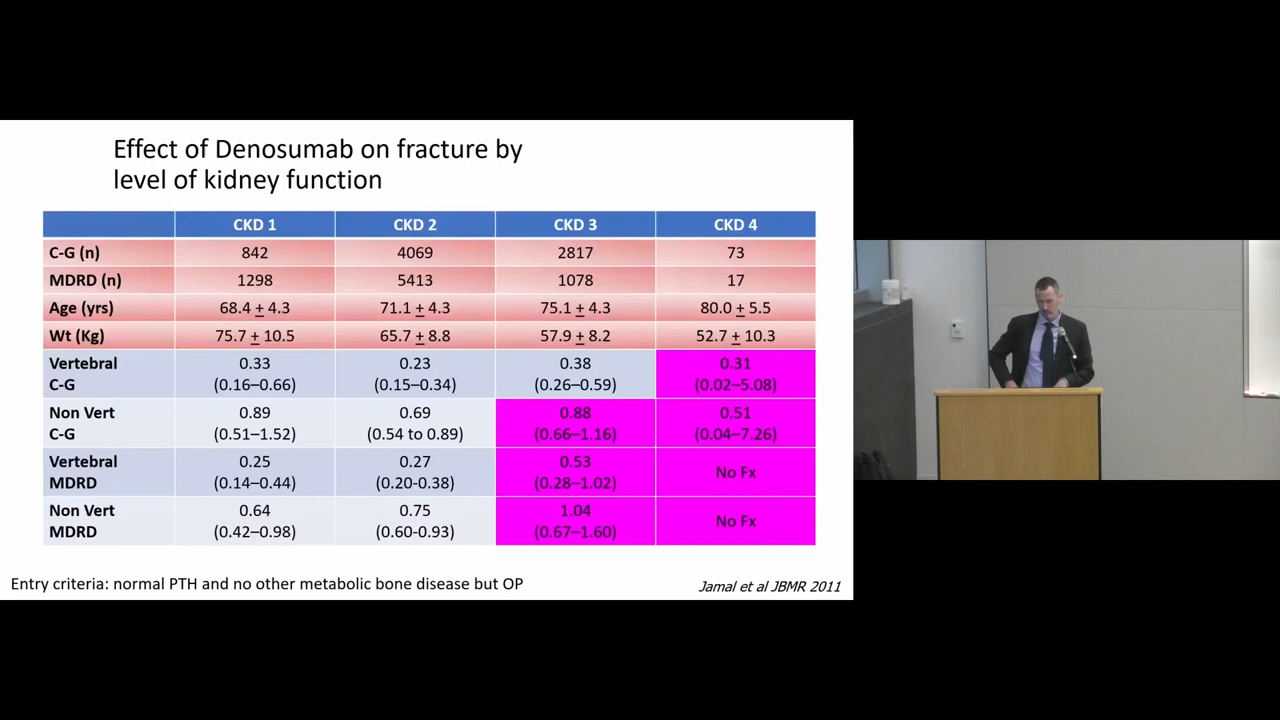 Effect of Denosumab on fracture by
level of kidney function
CKD 1 CKD 2 CKD 3 CKD 4
C-G (n) 842 4069 2817 73
MDRD (n) 1298 5413 1078 17
Age (yrs) 68.4 + 4.3 71.1 + 4.3 75.1 + 4.3 80.0 + 5.5
Wt (Kg) 75.7 + 10.5 65.7 + 8.8 57.9 + 8.2 52.7 + 10.3
Vertebral 0.33 0.23 0.38 0.31
C-G (0.16–0.66) (0.15–0.34) (0.26–0.59) (0.02–5.08)
Non Vert 0.89 0.69 0.88 0.51
C-G (0.51–1.52) (0.54 to 0.89) (0.66–1.16) (0.04–7.26)
Vertebral 0.25 0.27 0.53 No Fx
MDRD (0.14–0.44) (0.20-0.38) (0.28–1.02)
Non Vert 0.64 0.75 1.04 No Fx
MDRD (0.42–0.98) (0.60-0.93) (0.67–1.60)
Entry criteria: normal PTH and no other metabolic bone disease but OP
Jamal et al JBMR 2011